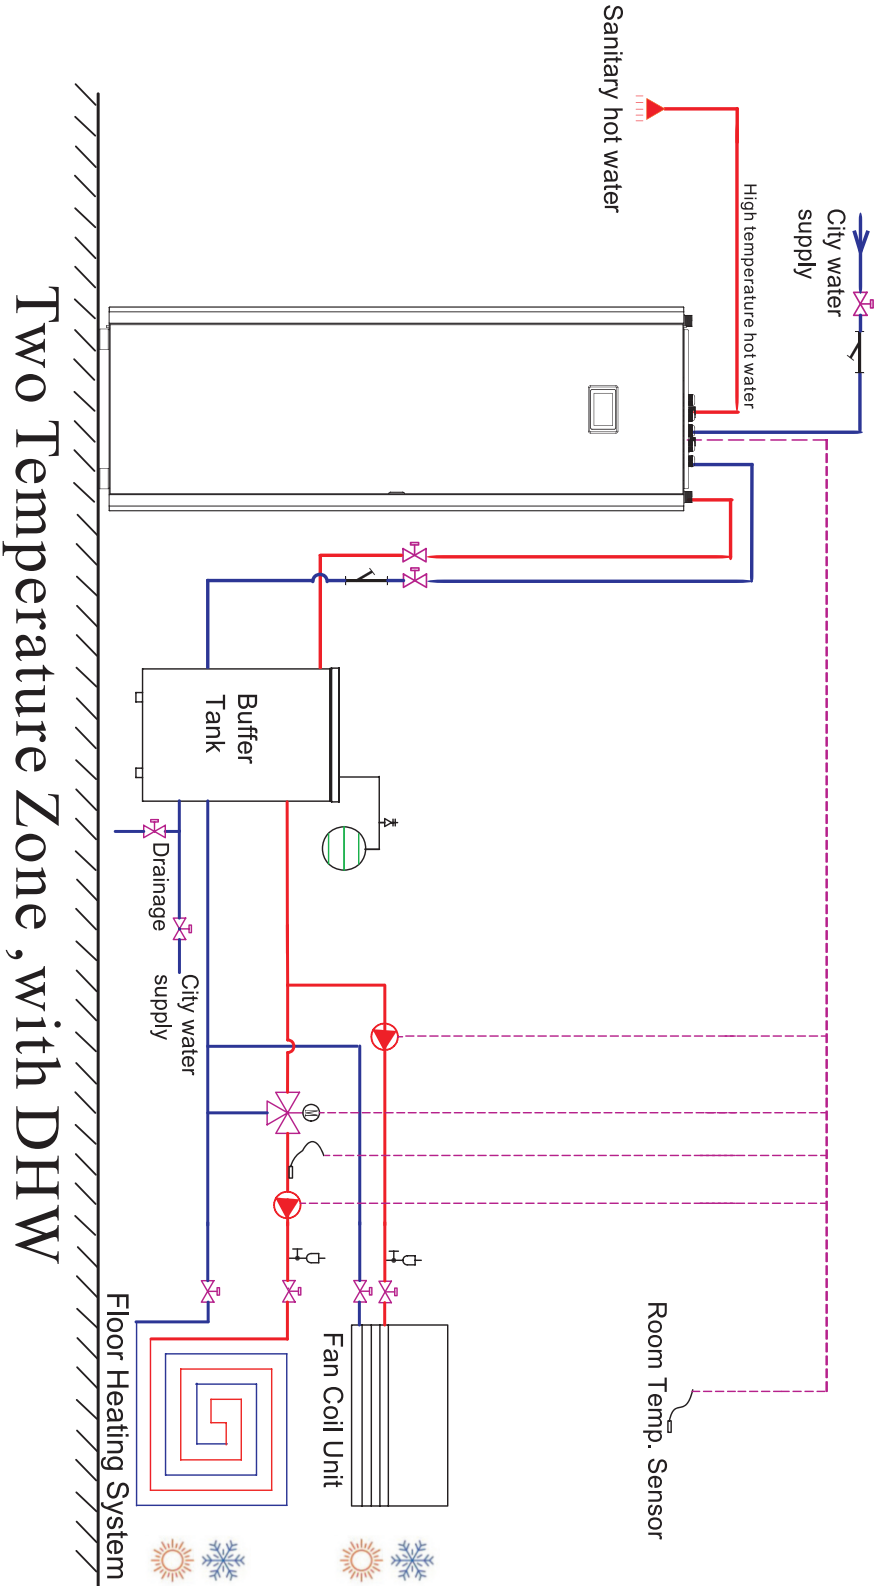 Sanitary hot water
High temperature hot water
City water
supply
Buffer
Tank
Drainage
City water
supply
M
Room Temp. Sensor
Fan Coil Unit
Floor Heating System
Two Temperature Zone ,with DHW